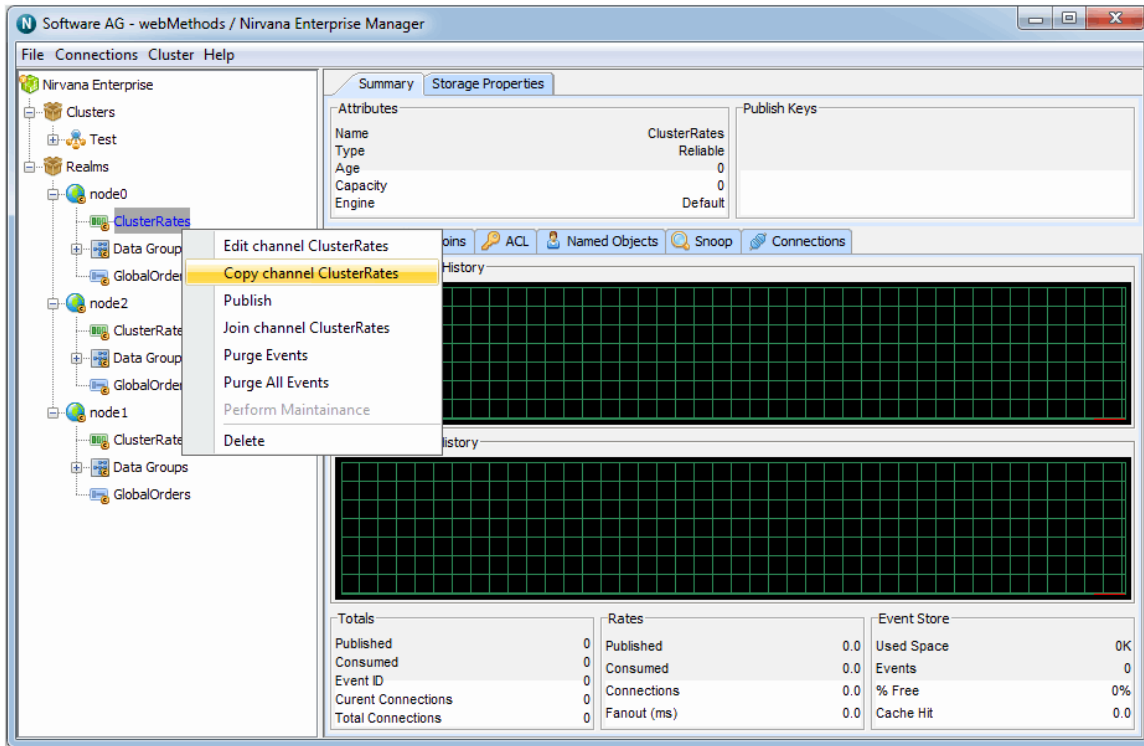 Software AG - webMethods / Nirvana Enterprise Manager
File Connections Cluster Help
Nirvana Enterprise
Clusters
Test
Realms
node0
ClusterRates
Data Group
GlobalOrder
node2
ClusterRate
Data Group
GlobalOrder
node1
ClusterRate
Data Groups
GlobalOrders
Edit channel ClusterRates
Copy channel ClusterRates
Publish
Join channel ClusterRates
Purge Events
Purge All Events
Perform Maintainance
Delete
Summary Storage Properties
Attributes
Name ClusterRates
Type Reliable
Age 0
Capacity 0
Engine Default
Publish Keys
oins ACL Named Objects Snoop Connections
History
istory
Totals
Published 0
Consumed 0
Event ID 0
Curent Connections 0
Total Connections 0
Rates
Published 0.0
Consumed 0.0
Connections 0.0
Fanout (ms) 0.0
Event Store
Used Space 0K
Events 0
% Free 0%
Cache Hit 0.0